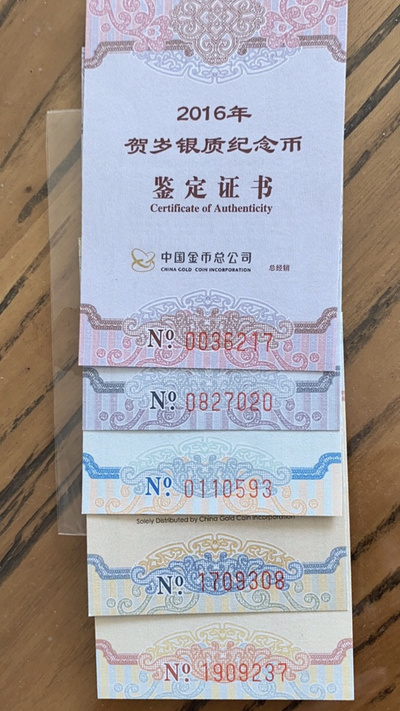 2016年
贺岁银质纪念币
鉴定证书
Certificate of Authenticity
中国金币总公司
CHINA GOLD COIN INCORPORATION
总经销
No. 0036217
No. 0827020
No. 0110593
Solely Distributed by China Gold Coin Incorporation
No. 1709308
No. 1909237